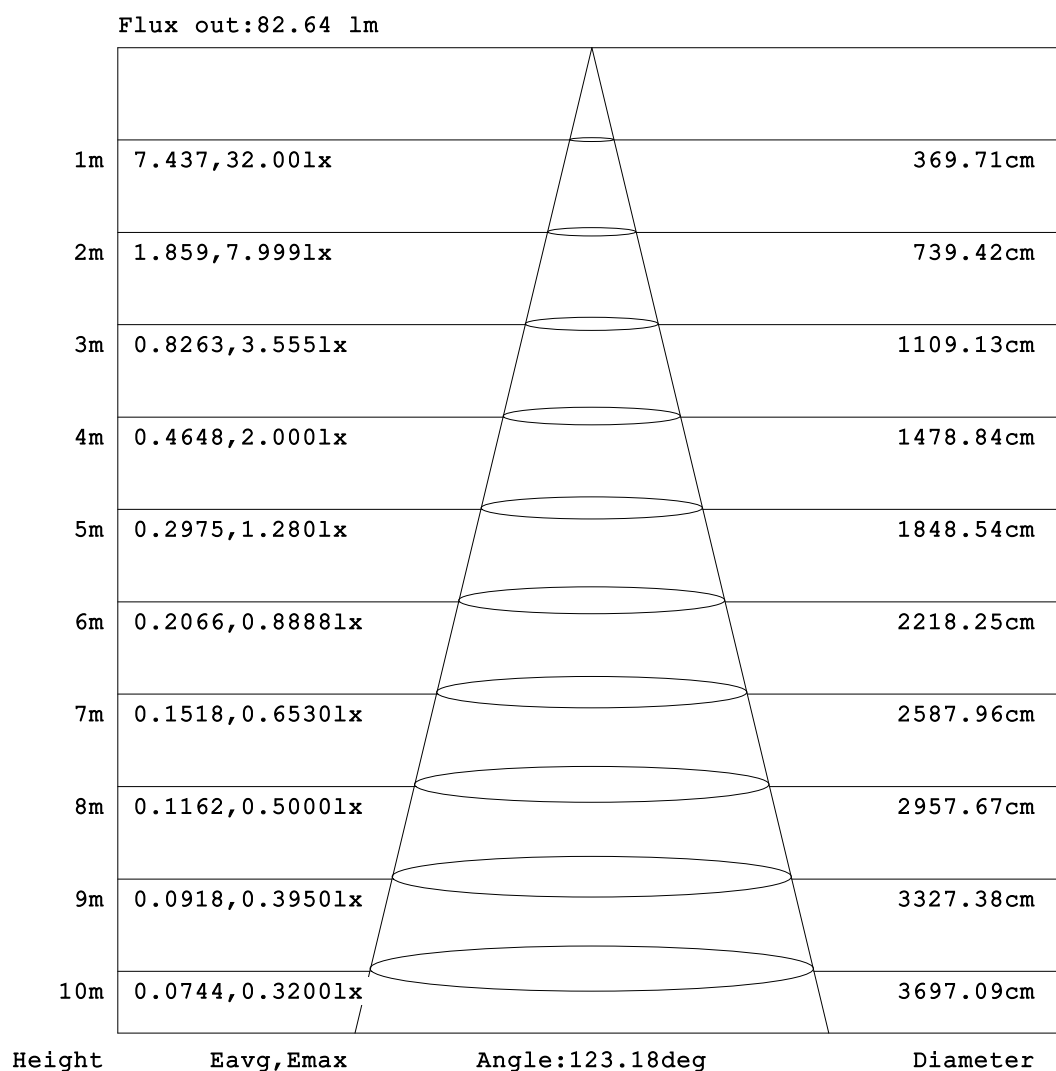 Flux out:82.64 lm
1m 7.437,32.00lx 369.71cm
2m 1.859,7.999lx 739.42cm
3m 0.8263,3.555lx 1109.13cm
4m 0.4648,2.000lx 1478.84cm
5m 0.2975,1.280lx 1848.54cm
6m 0.2066,0.8888lx 2218.25cm
7m 0.1518,0.6530lx 2587.96cm
8m 0.1162,0.5000lx 2957.67cm
9m 0.0918,0.3950lx 3327.38cm
10m 0.0744,0.3200lx 3697.09cm
Height Eavg,Emax Angle:123.18deg Diameter